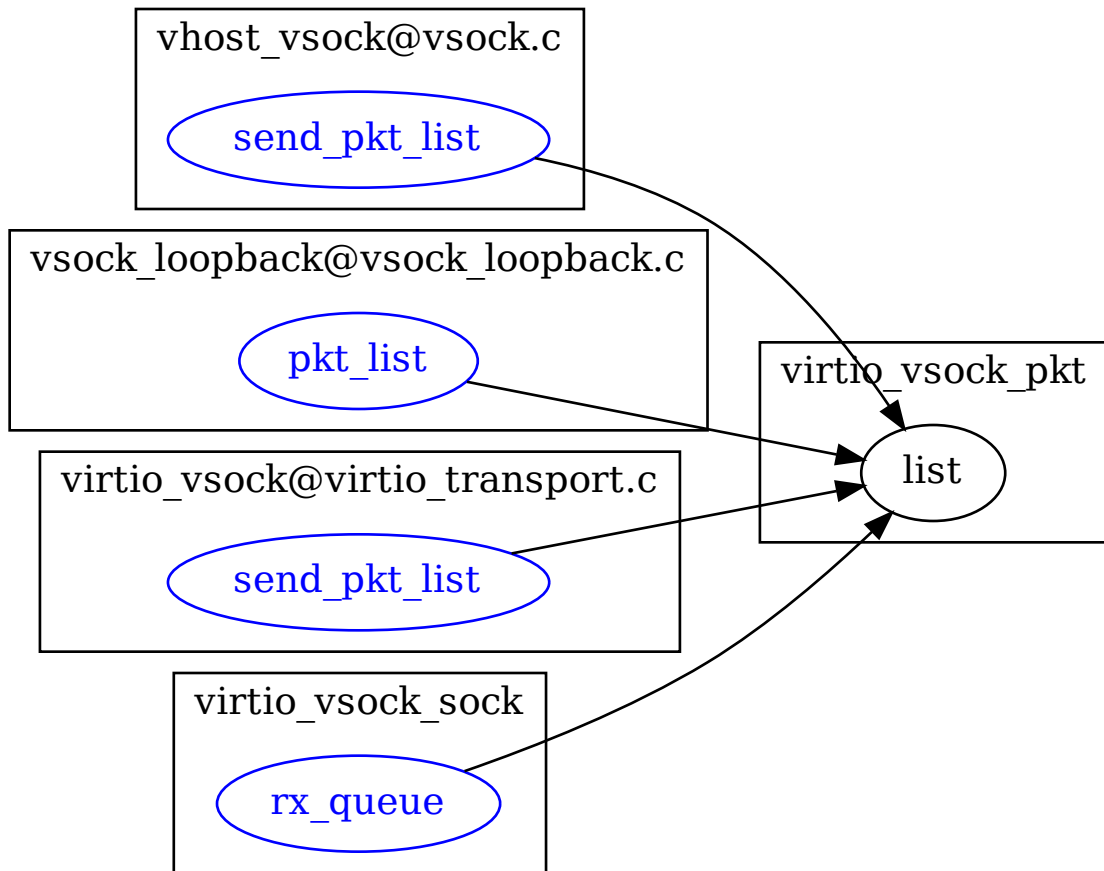 vhost_vsock@vsock.c
send_pkt_list
vsock_loopback@vsock_loopback.c
pkt_list
virtio_vsock_pkt
list
virtio_vsock@virtio_transport.c
send_pkt_list
virtio_vsock_sock
rx_queue